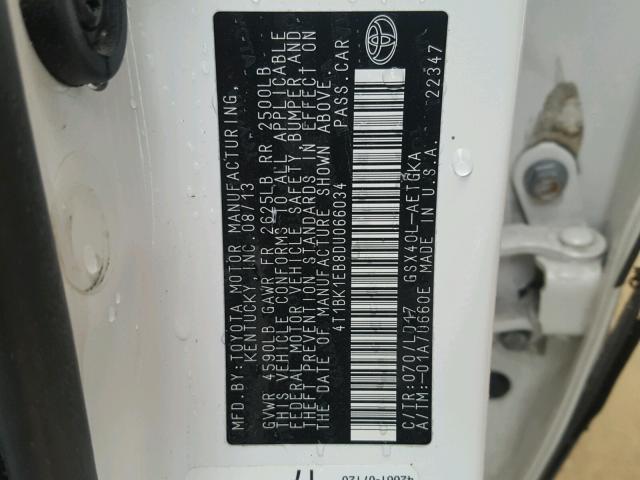 MFD.BY:TOYOTA MOTOR MANUFACTURING,
KENTUCKY, INC. 08/13
GVWR 4590LB GAWR FR 2625LB RR 2500LB
THIS VEHICLE CONFORMS TO ALL APPLICABLE
FEDERAL MOTOR VEHICLE SAFETY,BUMPER AND
THEFT PREVENTION STANDARDS IN EFFECT ON
THE DATE OF MANUFACTURE SHOWN ABOVE.
4T1BK1EB8DU066034 PASS.CAR
C/TR:070/LD17 GSX40L-AETGKA
A/TM:-01A/U660E MADE IN U.S.A. 22347